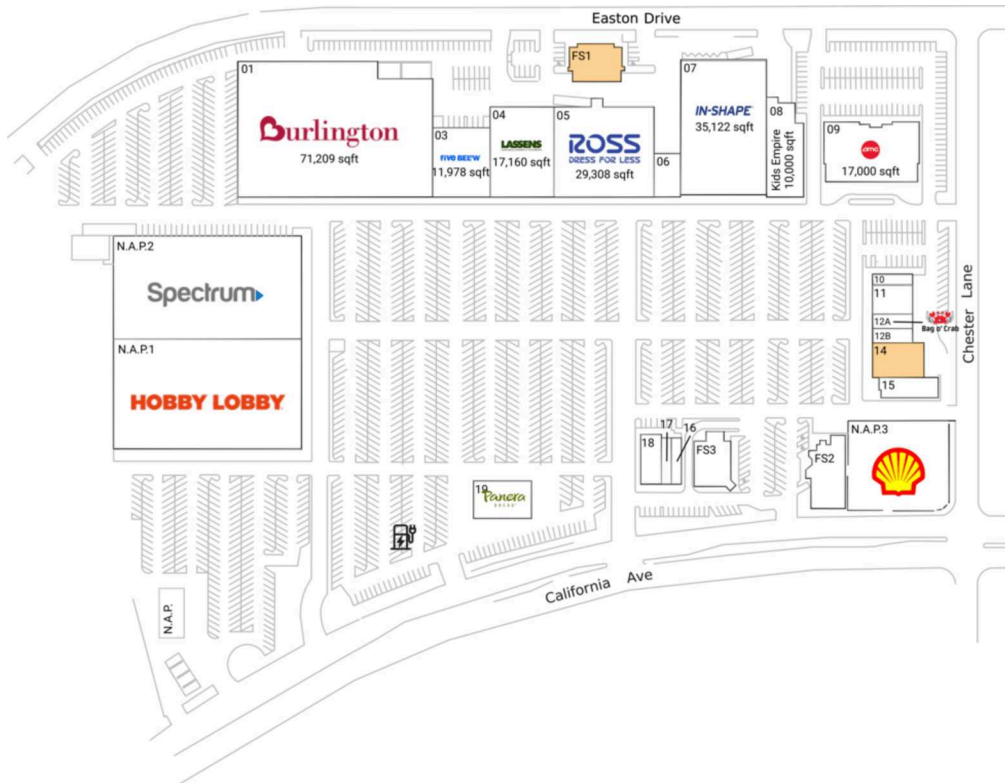 Easton Drive
FS1
01
Burlington
71,209 sqft
03
FIVE BELOW
11,978 sqft
04
LASSENS
17,160 sqft
05
ROSS
DRESS FOR LESS
29,308 sqft
06
07
IN-SHAPE
35,122 sqft
08
Kids Empire
10,000 sqft
09
amc
17,000 sqft
N.A.P.2
Spectrum
N.A.P.1
HOBBY LOBBY
10
11
12A
Bag o' Crab
12B
14
15
Chester Lane
16
17
18
FS3
FS2
N.A.P.3
19
Panera
BREAD
N.A.P.
California Ave